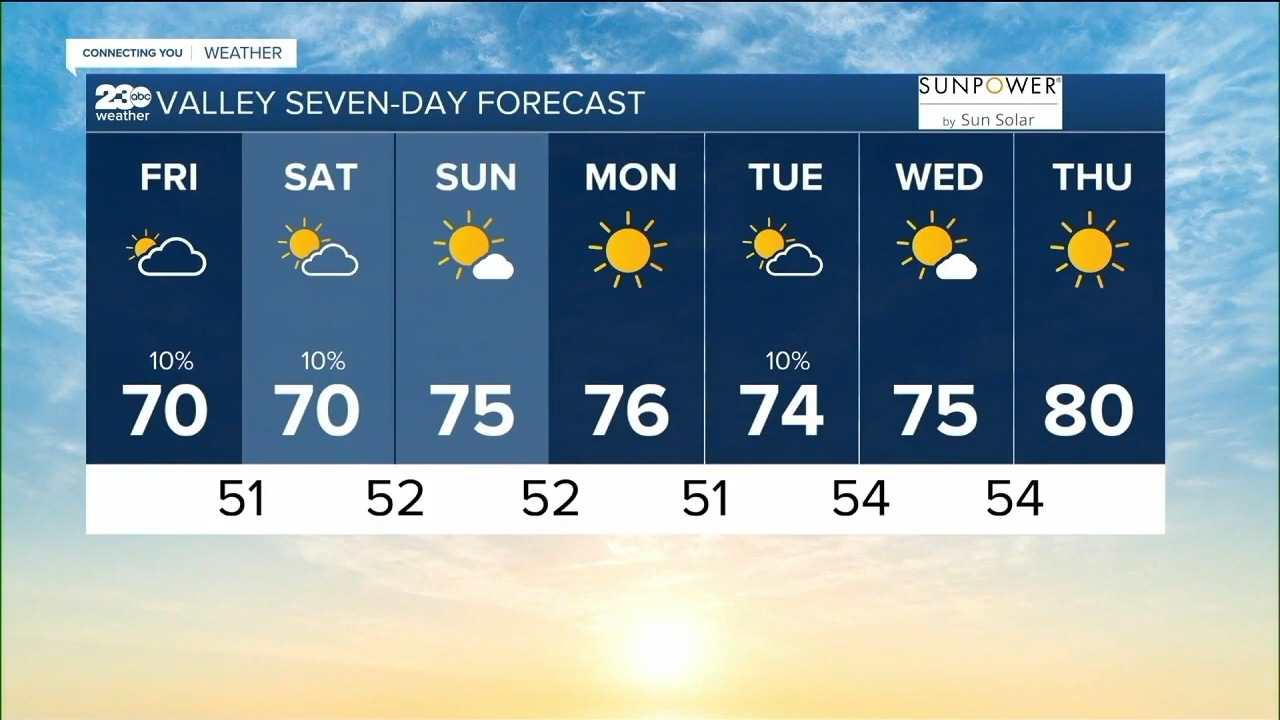 CONNECTING YOU WEATHER
23 abc
weather
VALLEY SEVEN-DAY FORECAST
SUNPOWER®
by Sun Solar
FRI SAT SUN MON TUE WED THU
10% 10% 10%
70 70 75 76 74 75 80
51 52 52 51 54 54